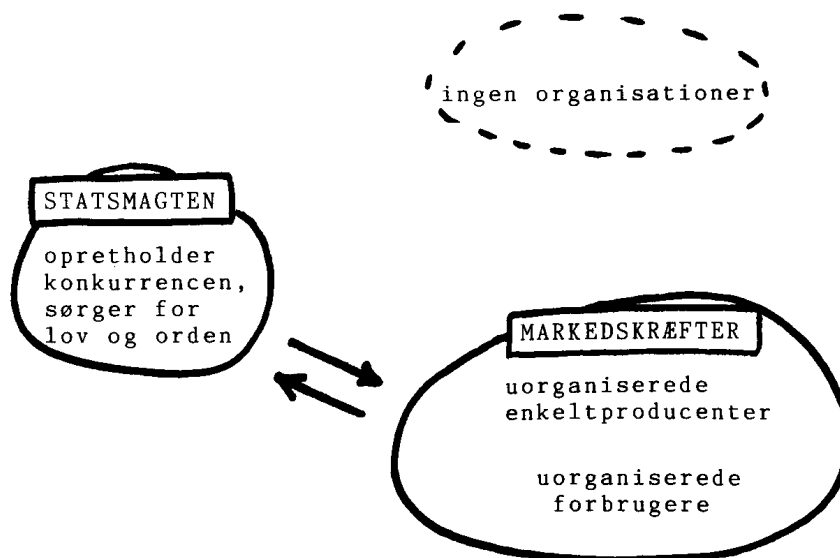 ingen organisationer
STATSMAGTEN
opretholder
konkurrencen,
sørger for
lov og orden
MARKEDSKRÆFTER
uorganiserede
enkeltproducenter
uorganiserede
forbrugere